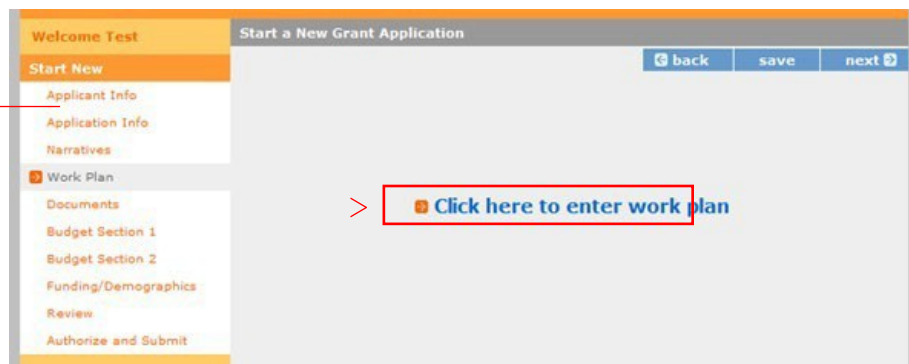 Welcome Test
Start a New Grant Application
back
save
next
Start New
Applicant Info
Application Info
Narratives
Work Plan
Documents
Budget Section 1
Budget Section 2
Funding/Demographics
Review
Authorize and Submit
> Click here to enter work plan